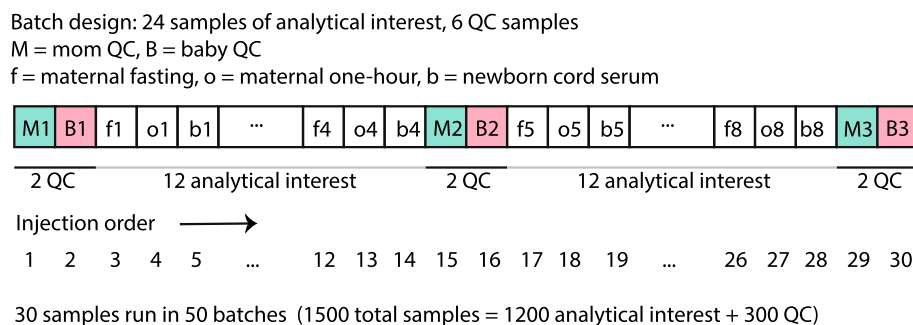 Batch design: 24 samples of analytical interest, 6 QC samples
M = mom QC, B = baby QC
f = maternal fasting, o = maternal one-hour, b = newborn cord serum
M1 B1 f1 o1 b1 ... f4 o4 b4 M2 B2 f5 o5 b5 ... f8 o8 b8 M3 B3
2 QC 12 analytical interest 2 QC 12 analytical interest 2 QC
Injection order
1 2 3 4 5 ... 12 13 14 15 16 17 18 19 ... 26 27 28 29 30
30 samples run in 50 batches (1500 total samples = 1200 analytical interest + 300 QC)